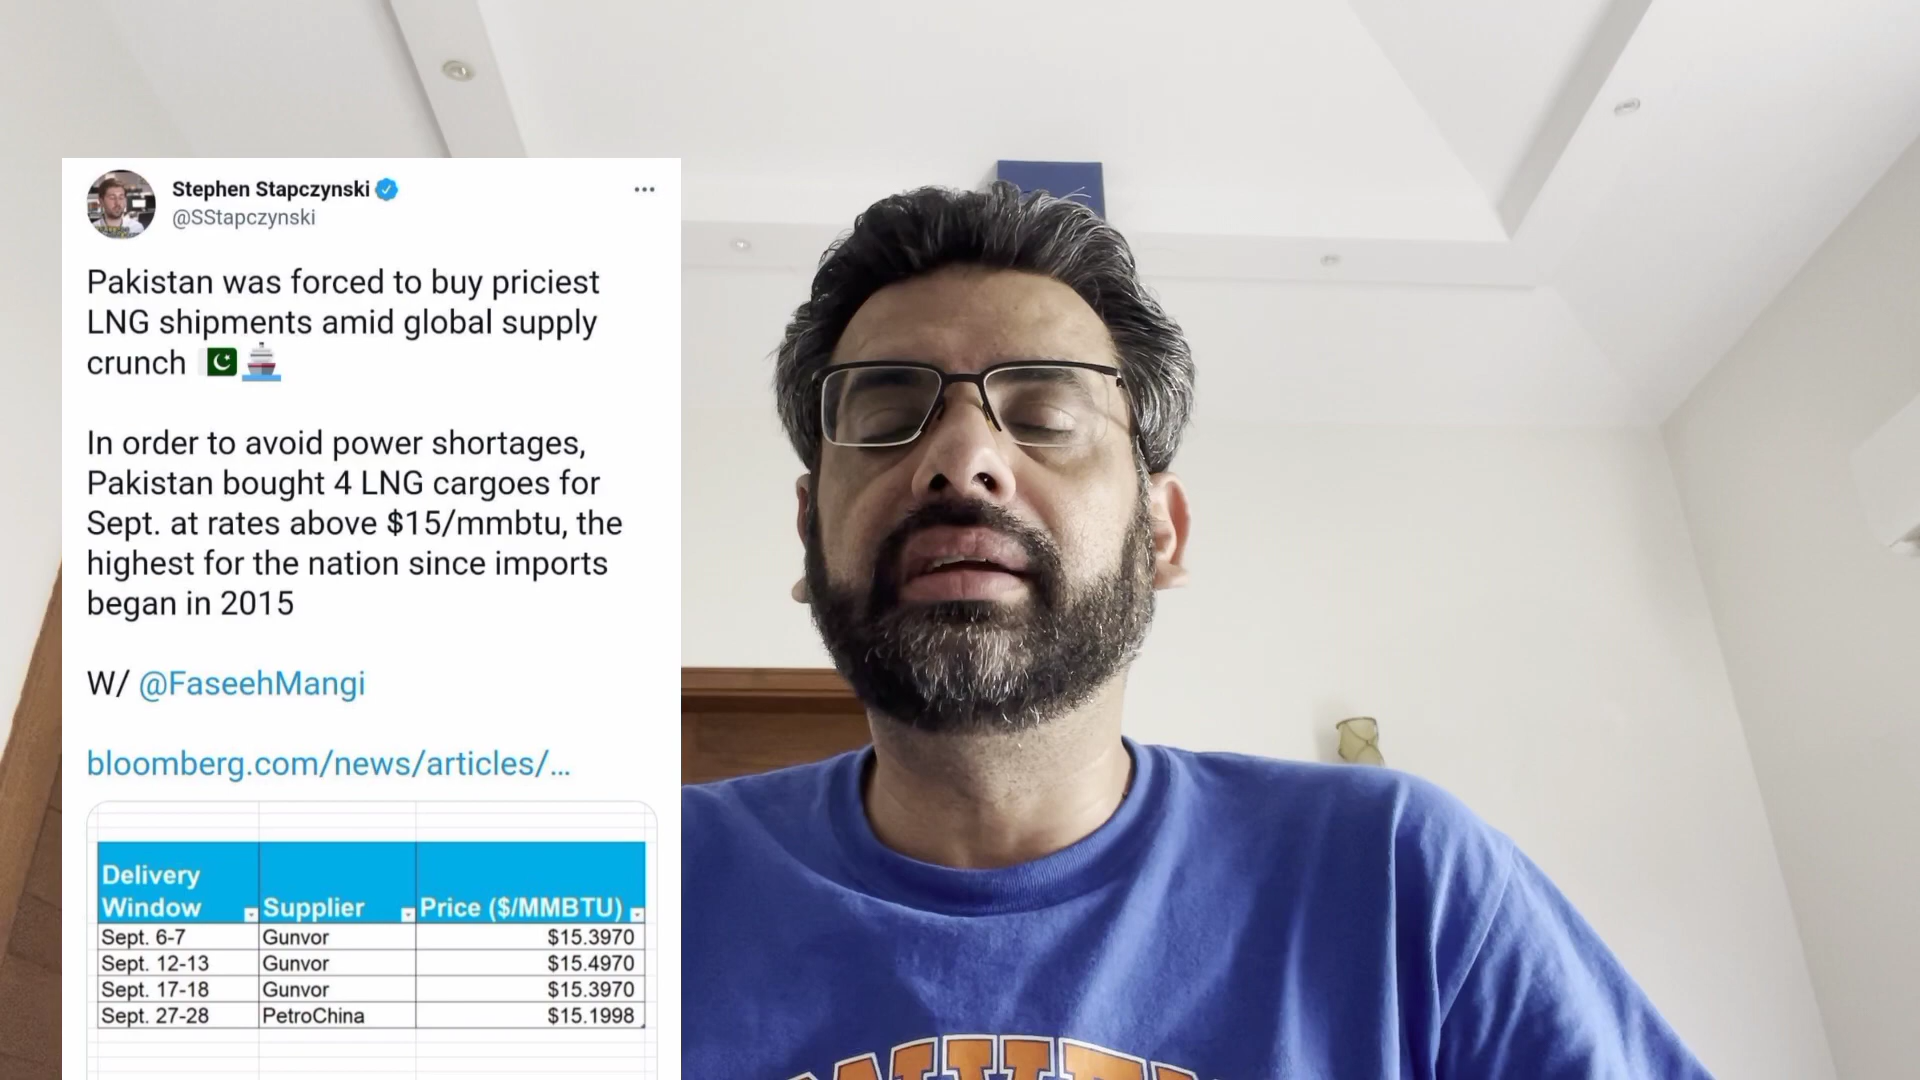 Stephen Stapczynski
@SStapczynski
Pakistan was forced to buy priciest
LNG shipments amid global supply
crunch
In order to avoid power shortages,
Pakistan bought 4 LNG cargoes for
Sept. at rates above $15/mmbtu, the
highest for the nation since imports
began in 2015
W/ @FaseehMangi
bloomberg.com/news/articles/...
Delivery
Window Supplier Price ($/MMBTU)
Sept. 6-7 Gunvor $15.3970
Sept. 12-13 Gunvor $15.4970
Sept. 17-18 Gunvor $15.3970
Sept. 27-28 PetroChina $15.1998